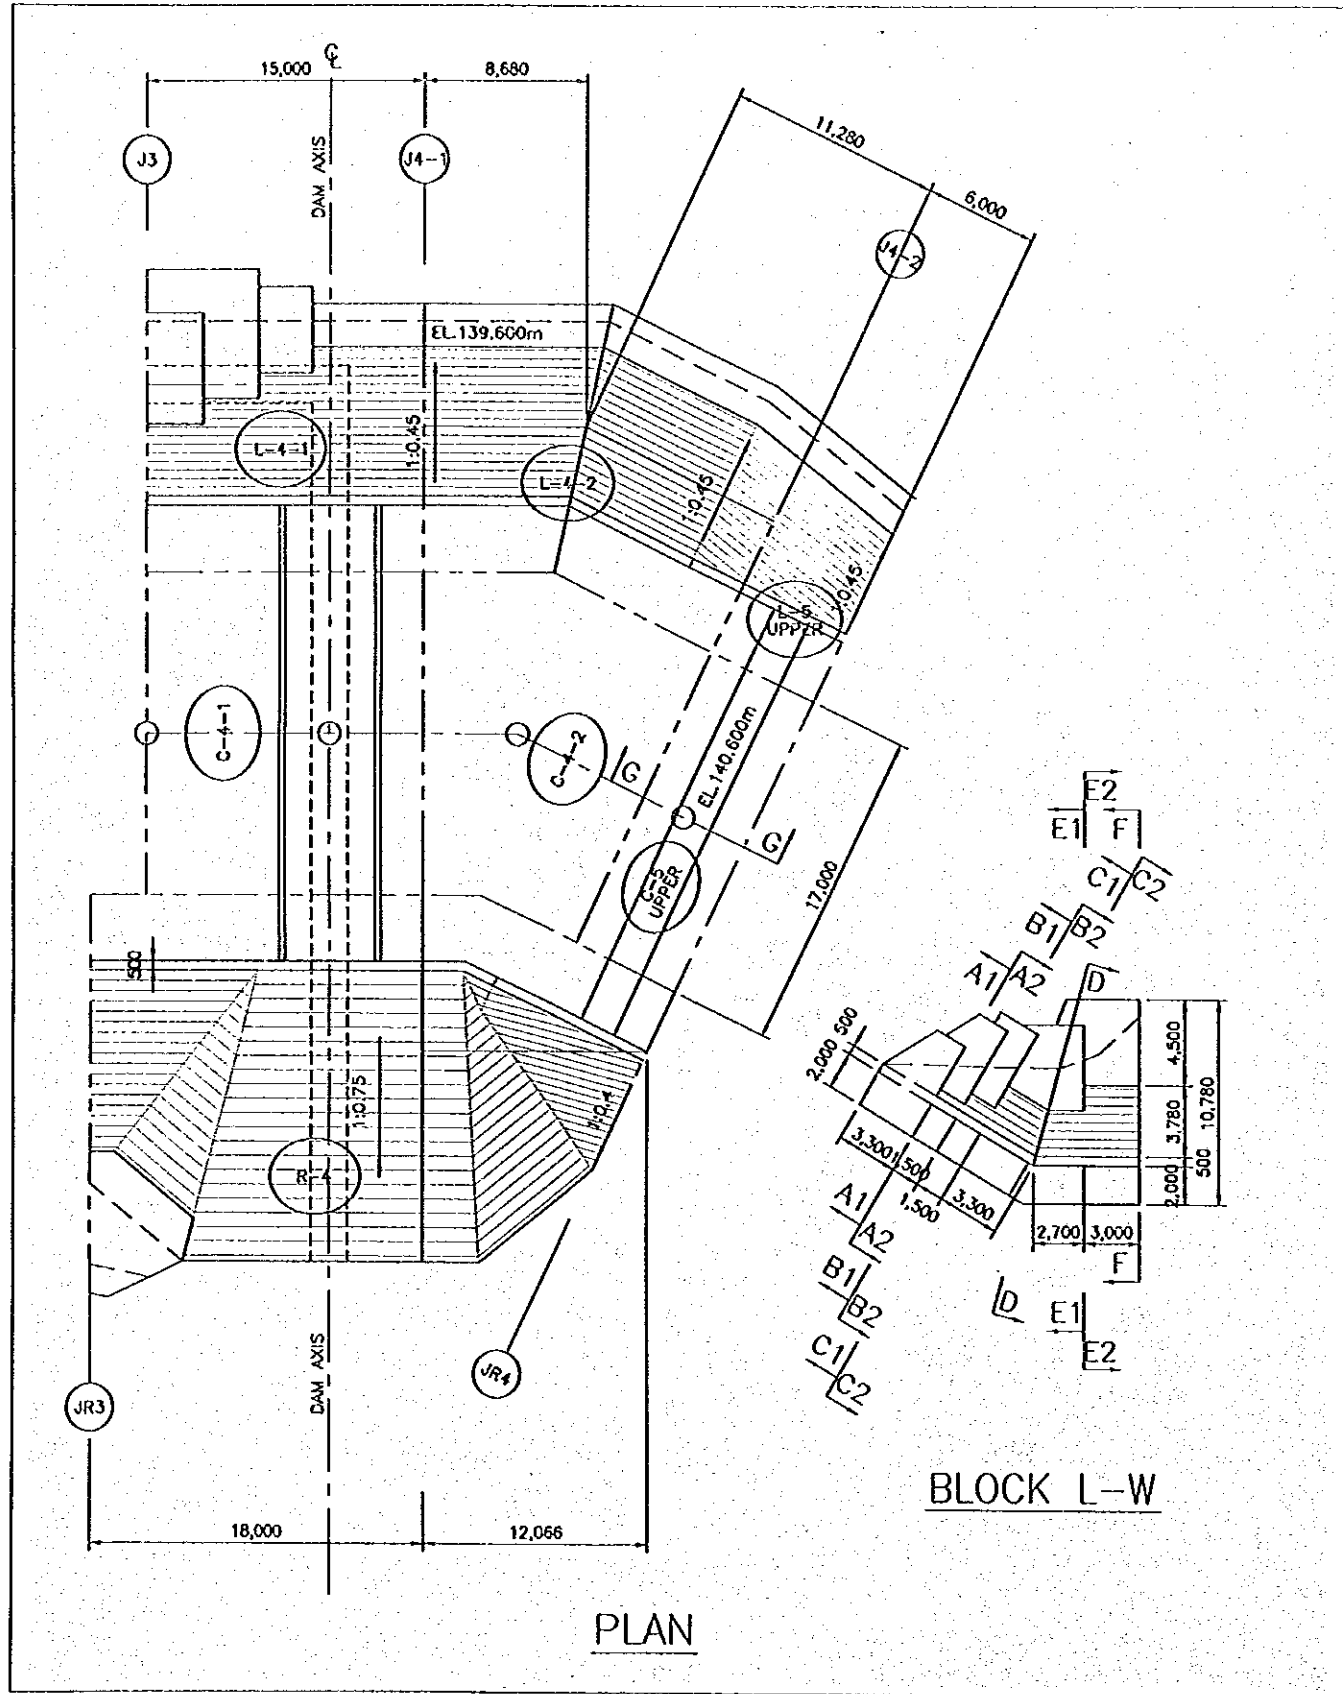 15,000
℄
8,680
J3
DAM AXIS
J4-1
11,280
6,000
J4-2
EL.139,600m
1:0.45
L-4-1
L-4-2
1:0.45
1:0.45
L-5
UPPER
C-4-1
C-4-2
G
EL.140,600m
G
C-5
UPPER
17,000
500
1:0.75
1:0.4
R-4
JR3
JR4
DAM AXIS
18,000
12,066
PLAN
E2
E1
F
C1
C2
B1
B2
A1
A2
D
2,000
500
4,500
3,780
10,780
500
2,000
3,300
1,500
1,500
3,300
2,700
3,000
A1
A2
B1
B2
C1
C2
D
F
E1
E2
BLOCK L-W